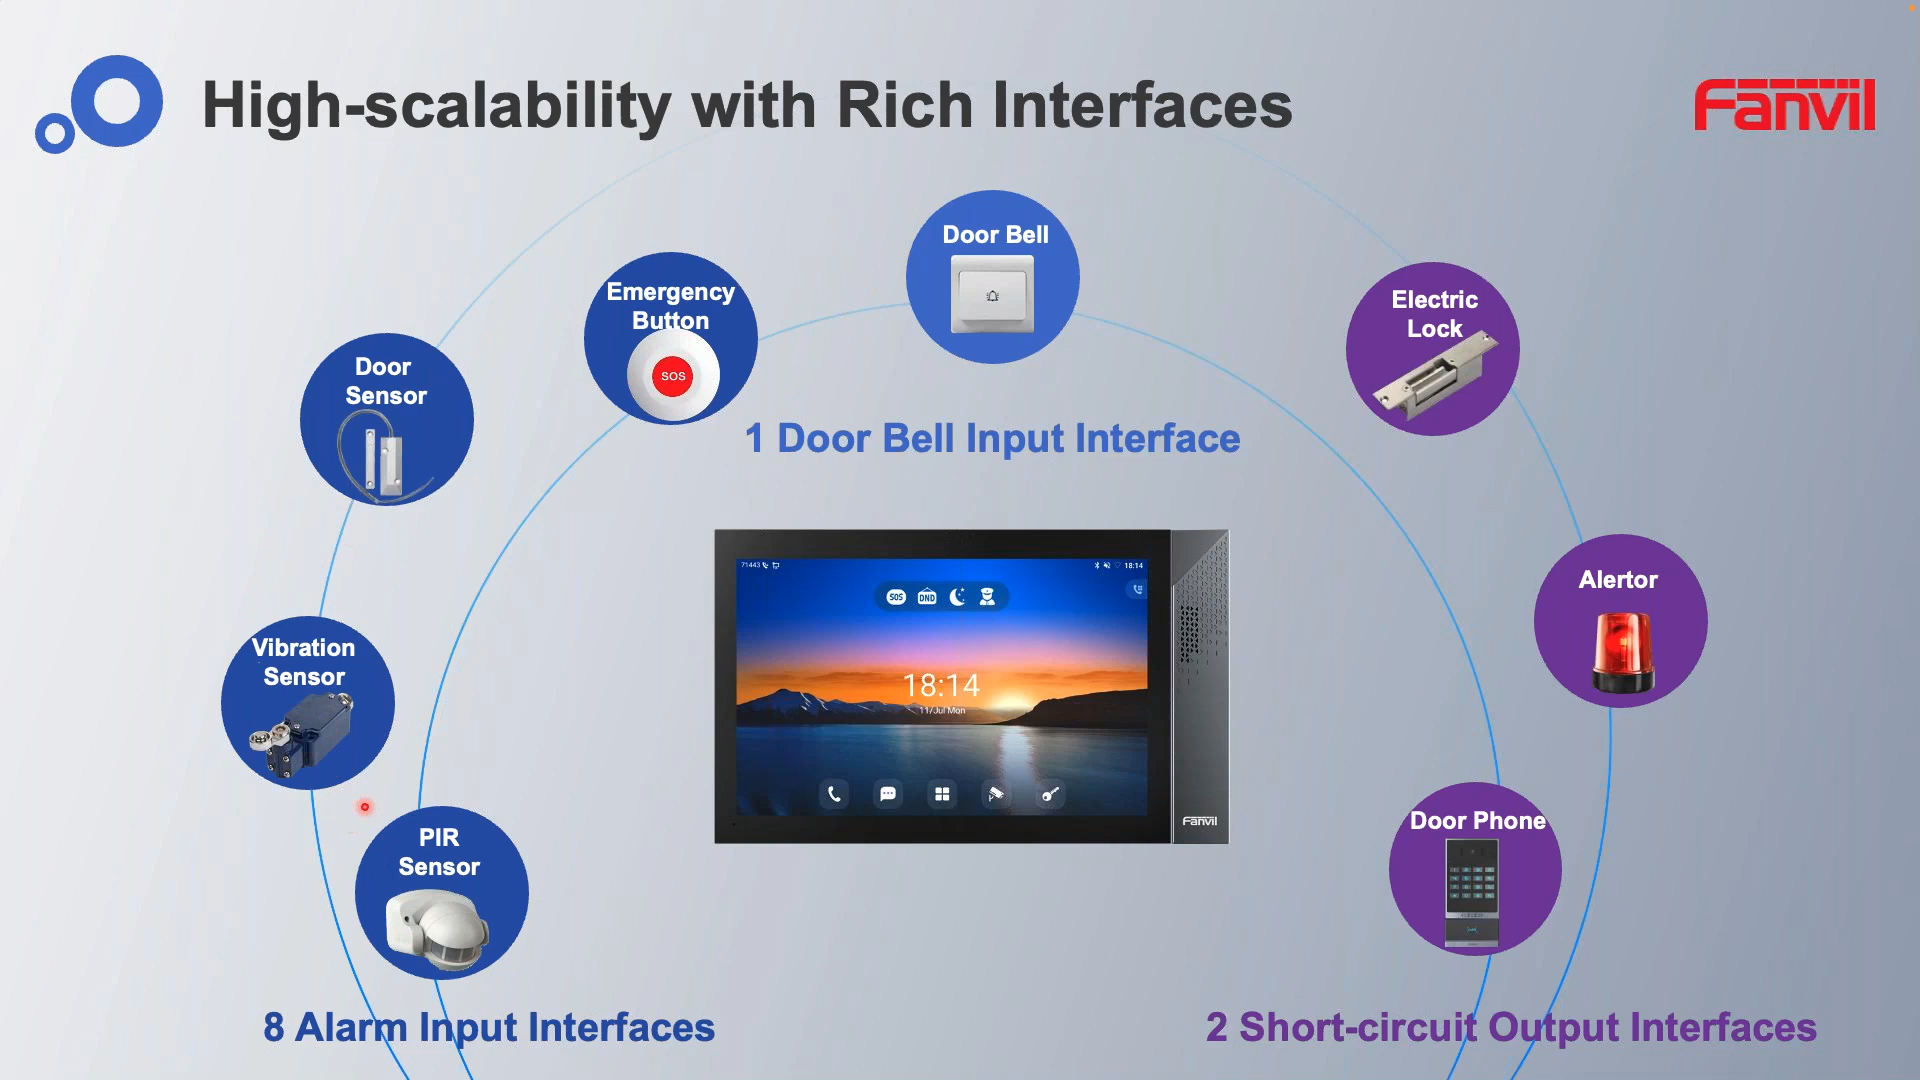 High-scalability with Rich Interfaces
Fanvil
Door Bell
Emergency
Button
SOS
Electric
Lock
Door
Sensor
1 Door Bell Input Interface
71443
18:14
SOS
DND
Alertor
Vibration
Sensor
18:14
11/Jul Mon
Fanvil
PIR
Sensor
Door Phone
8 Alarm Input Interfaces
2 Short-circuit Output Interfaces